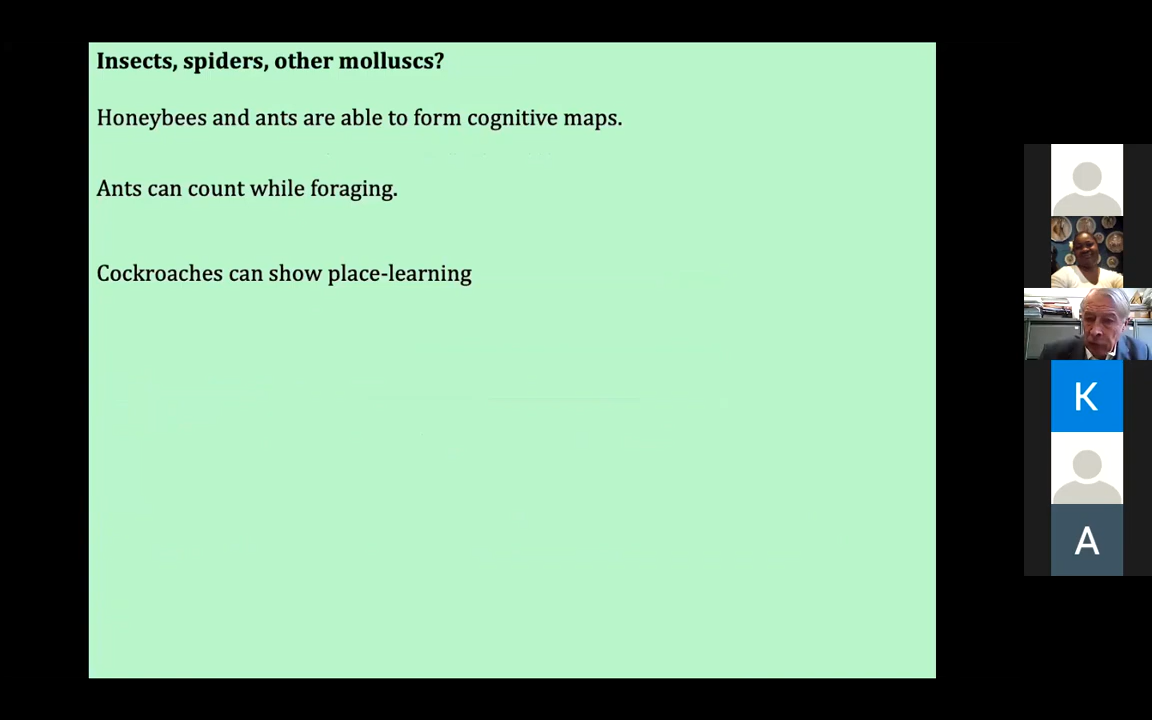 Insects, spiders, other molluscs?
Honeybees and ants are able to form cognitive maps.
Ants can count while foraging.
Cockroaches can show place-learning
K
A